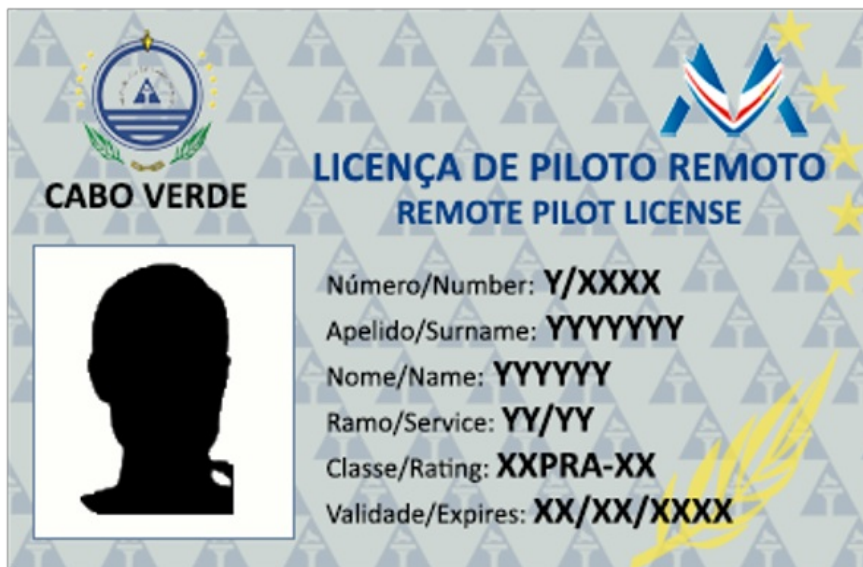 CABO VERDE
LICENÇA DE PILOTO REMOTO
REMOTE PILOT LICENSE
Número/Number: Y/XXXX
Apelido/Surname: YYYYYYY
Nome/Name: YYYYYY
Ramo/Service: YY/YY
Classe/Rating: XXPRA-XX
Validade/Expires: XX/XX/XXXX